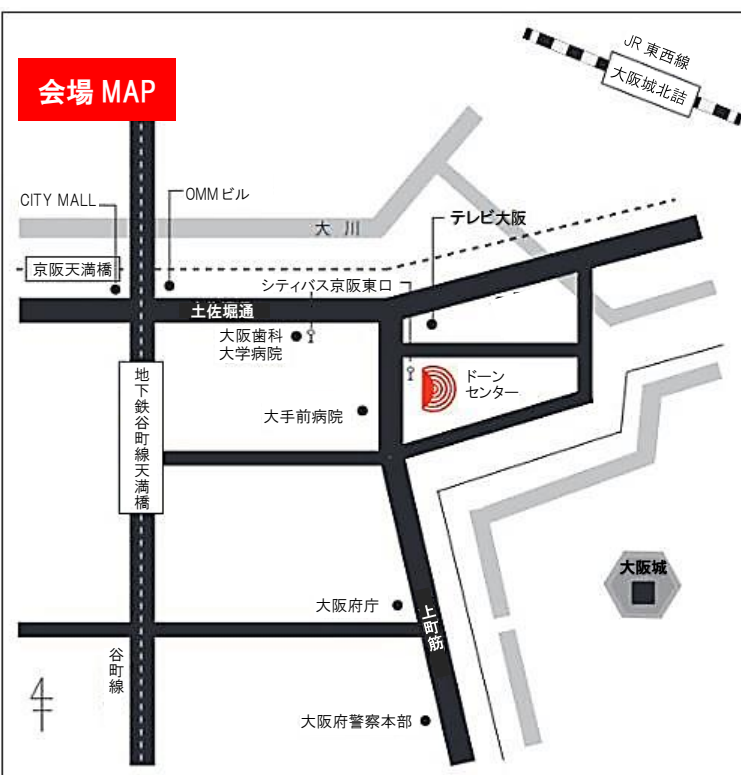 会場 MAP
JR 東西線
大阪城北詰
CITY MALL
OMMビル
大 川
テレビ大阪
京阪天満橋
シティバス京阪東口
土佐堀通
大阪歯科
大学病院
ドーン
センター
地下鉄谷町線天満橋
大手前病院
大阪城
大阪府庁
上町筋
谷町線
大阪府警察本部